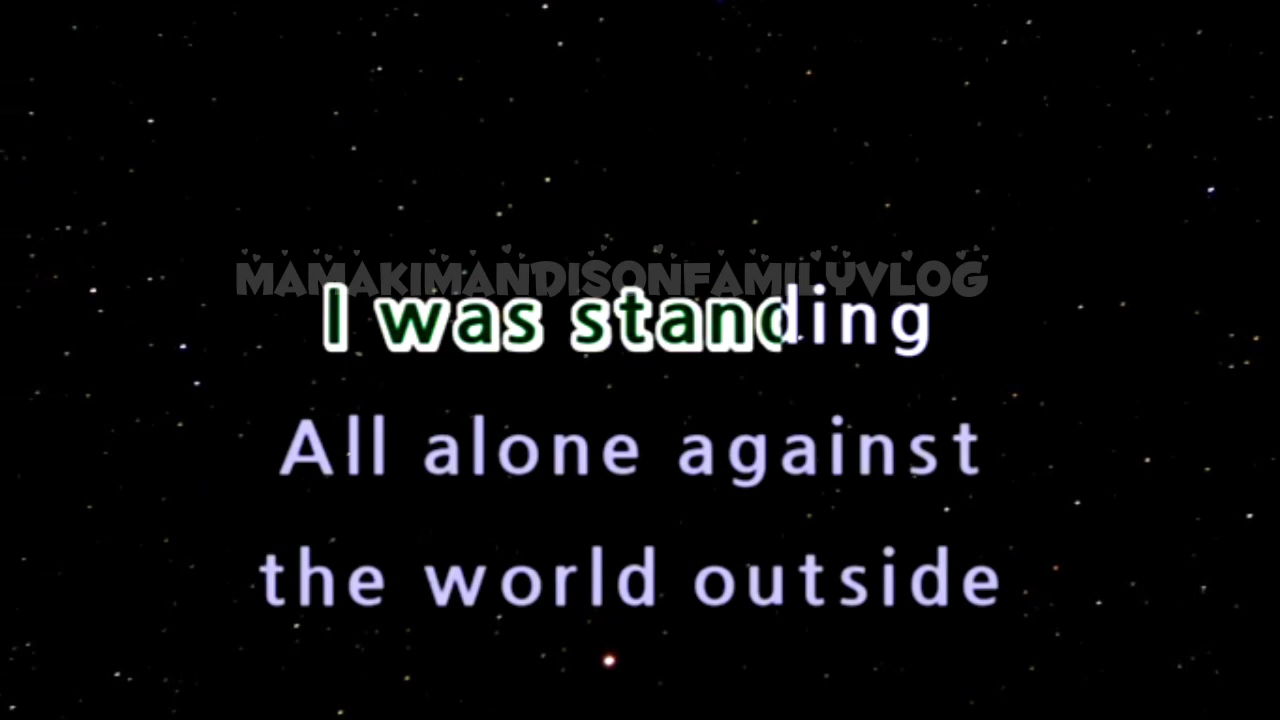 MAMAKIMANDISONFAMILYVLOG
I was standing
All alone against
the world outside